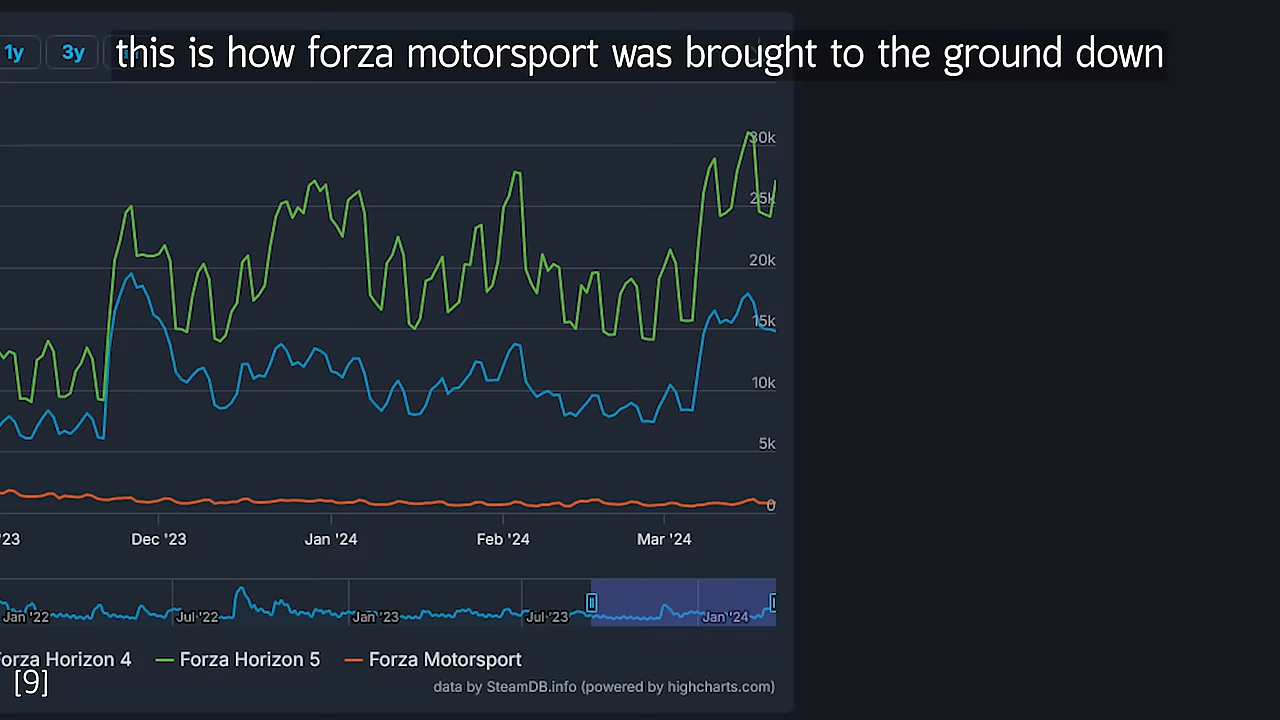 1y 3y
this is how forza motorsport was brought to the ground down
30k
25k
20k
15k
10k
5k
0
'23 Dec '23 Jan '24 Feb '24 Mar '24
Jan '22 Jul '22 Jan '23 Jul '23 Jan '24
orza Horizon 4 Forza Horizon 5 Forza Motorsport
[9]
data by SteamDB.info (powered by highcharts.com)